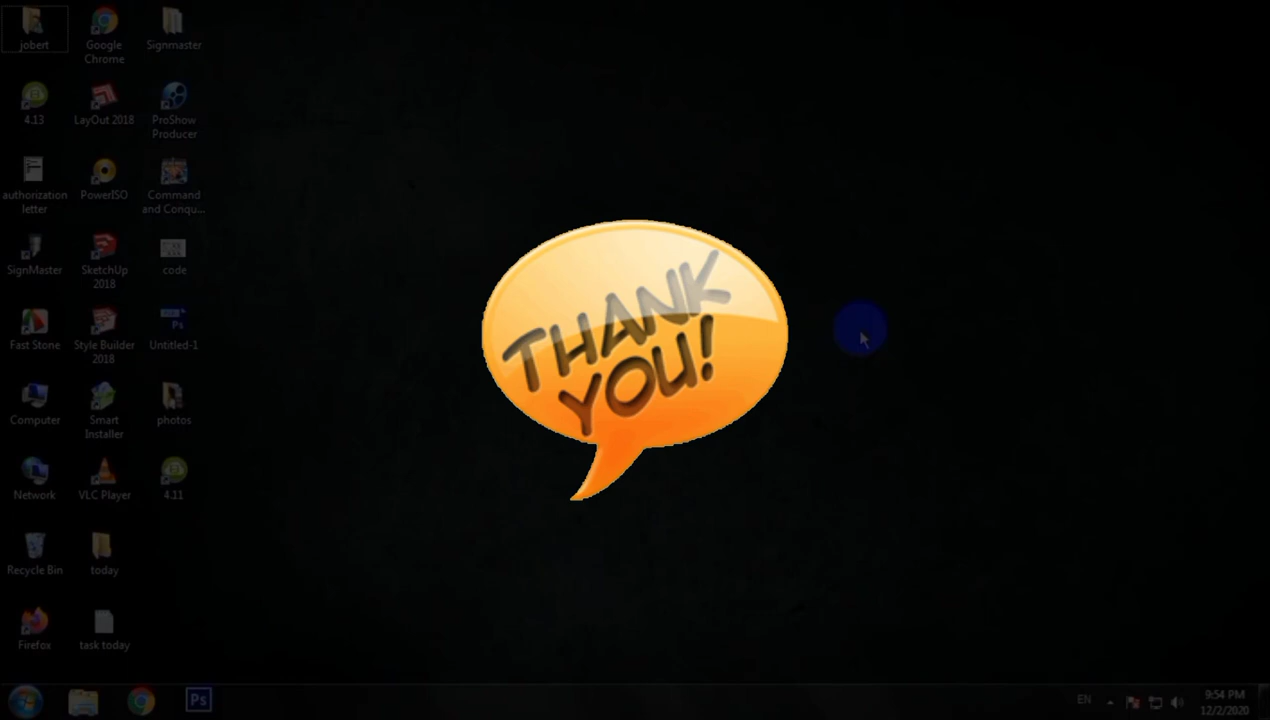 jobert
Google
Chrome
Signmaster
4.13
LayOut 2018
ProShow
Producer
authorization
letter
PowerISO
Command
and Conqu...
SignMaster
SketchUp
2018
code
Fast Stone
Style Builder
2018
Ps
Untitled-1
Computer
Smart
Installer
photos
Network
VLC Player
4.11
Recycle Bin
today
Firefox
task today
THANK
YOU!
Ps
EN
9:54 PM
12/2/2020